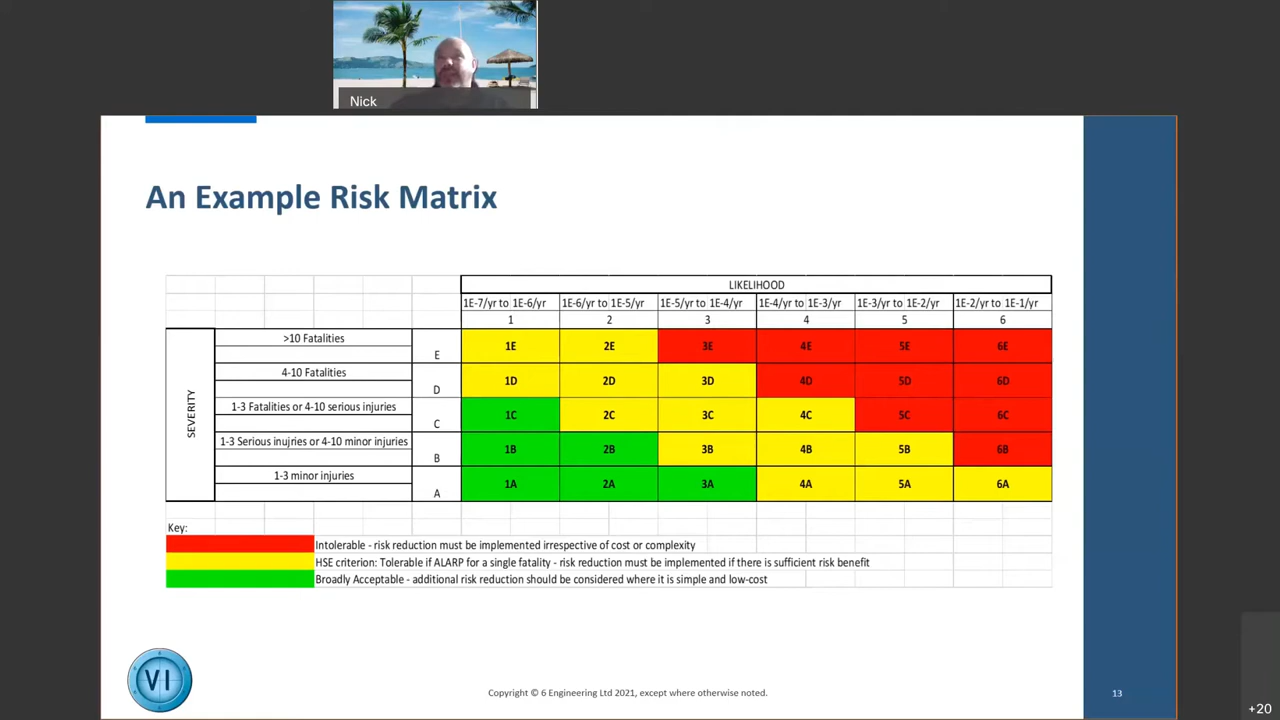 Nick
An Example Risk Matrix
LIKELIHOOD
1E-7/yr to 1E-6/yr 1E-6/yr to 1E-5/yr 1E-5/yr to 1E-4/yr 1E-4/yr to 1E-3/yr 1E-3/yr to 1E-2/yr 1E-2/yr to 1E-1/yr
1 2 3 4 5 6
SEVERITY
>10 Fatalities E 1E 2E 3E 4E 5E 6E
4-10 Fatalities D 1D 2D 3D 4D 5D 6D
1-3 Fatalities or 4-10 serious injuries C 1C 2C 3C 4C 5C 6C
1-3 Serious inujries or 4-10 minor injuries B 1B 2B 3B 4B 5B 6B
1-3 minor injuries A 1A 2A 3A 4A 5A 6A
Key:
Intolerable - risk reduction must be implemented irrespective of cost or complexity
HSE criterion: Tolerable if ALARP for a single fatality - risk reduction must be implemented if there is sufficient risk benefit
Broadly Acceptable - additional risk reduction should be considered where it is simple and low-cost
VI
Copyright © 6 Engineering Ltd 2021, except where otherwise noted.
13
+20